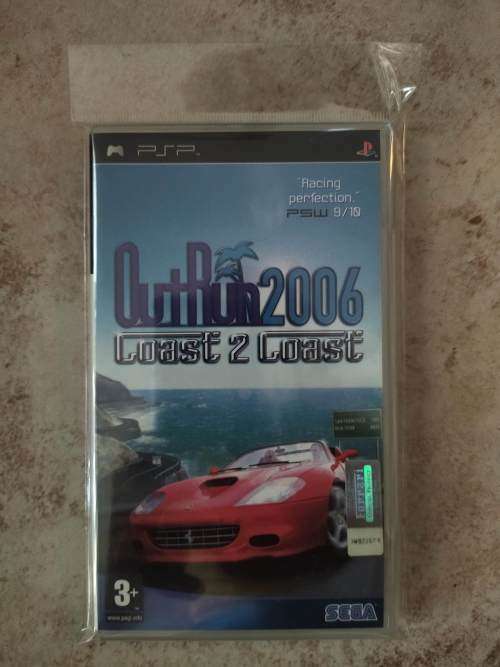 PSP
"Racing
perfection."
PSW 9/10
OutRun2006
Coast 2 Coast
3+
www.pegi.info
SEGA